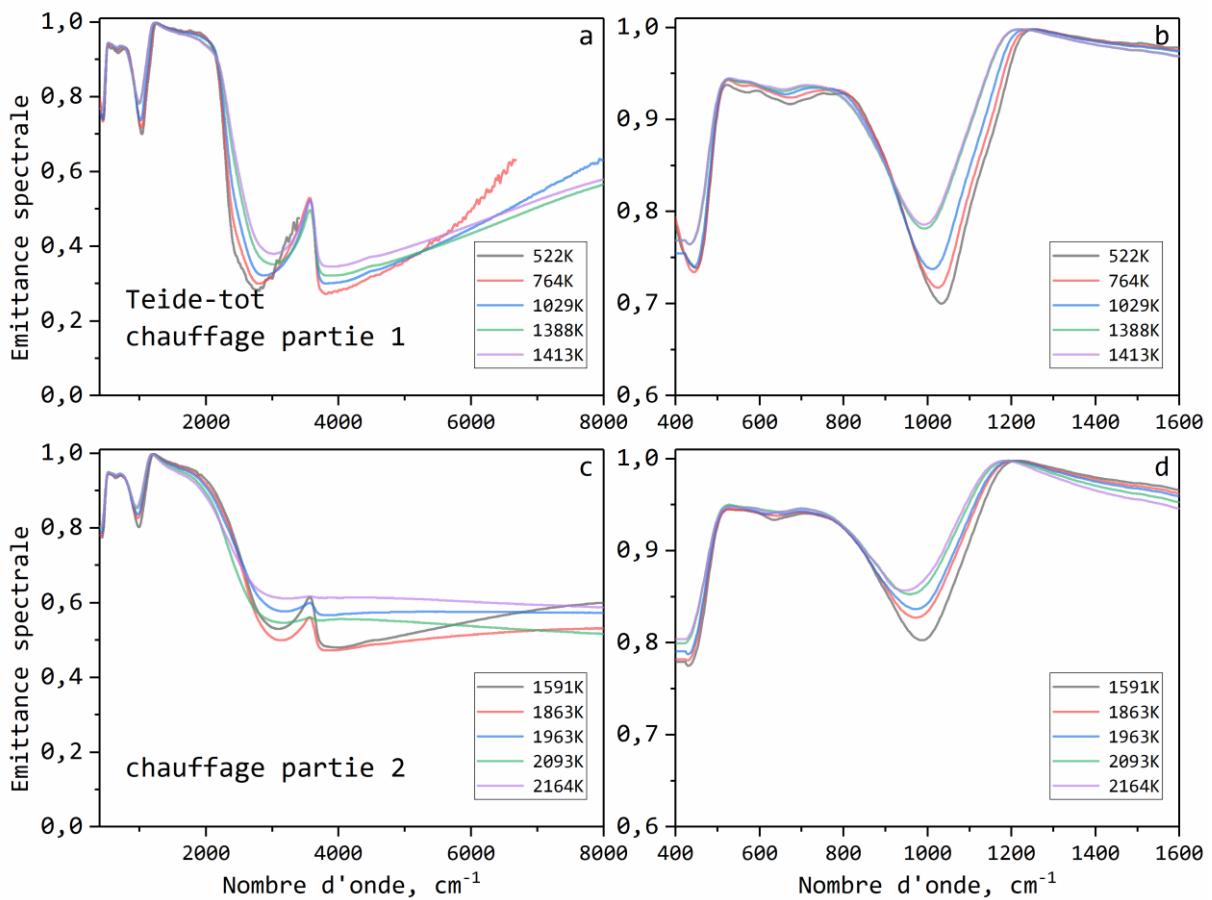 a
1,0
0,8
0,6
0,4
0,2
0,0
Emittance spectrale
2000 4000 6000 8000
Teide-tot
chauffage partie 1
522K
764K
1029K
1388K
1413K
b
1,0
0,9
0,8
0,7
0,6
400 600 800 1000 1200 1400 1600
522K
764K
1029K
1388K
1413K
c
1,0
0,8
0,6
0,4
0,2
0,0
Emittance spectrale
2000 4000 6000 8000
Nombre d'onde, cm⁻¹
chauffage partie 2
1591K
1863K
1963K
2093K
2164K
d
1,0
0,9
0,8
0,7
0,6
400 600 800 1000 1200 1400 1600
Nombre d'onde, cm⁻¹
1591K
1863K
1963K
2093K
2164K